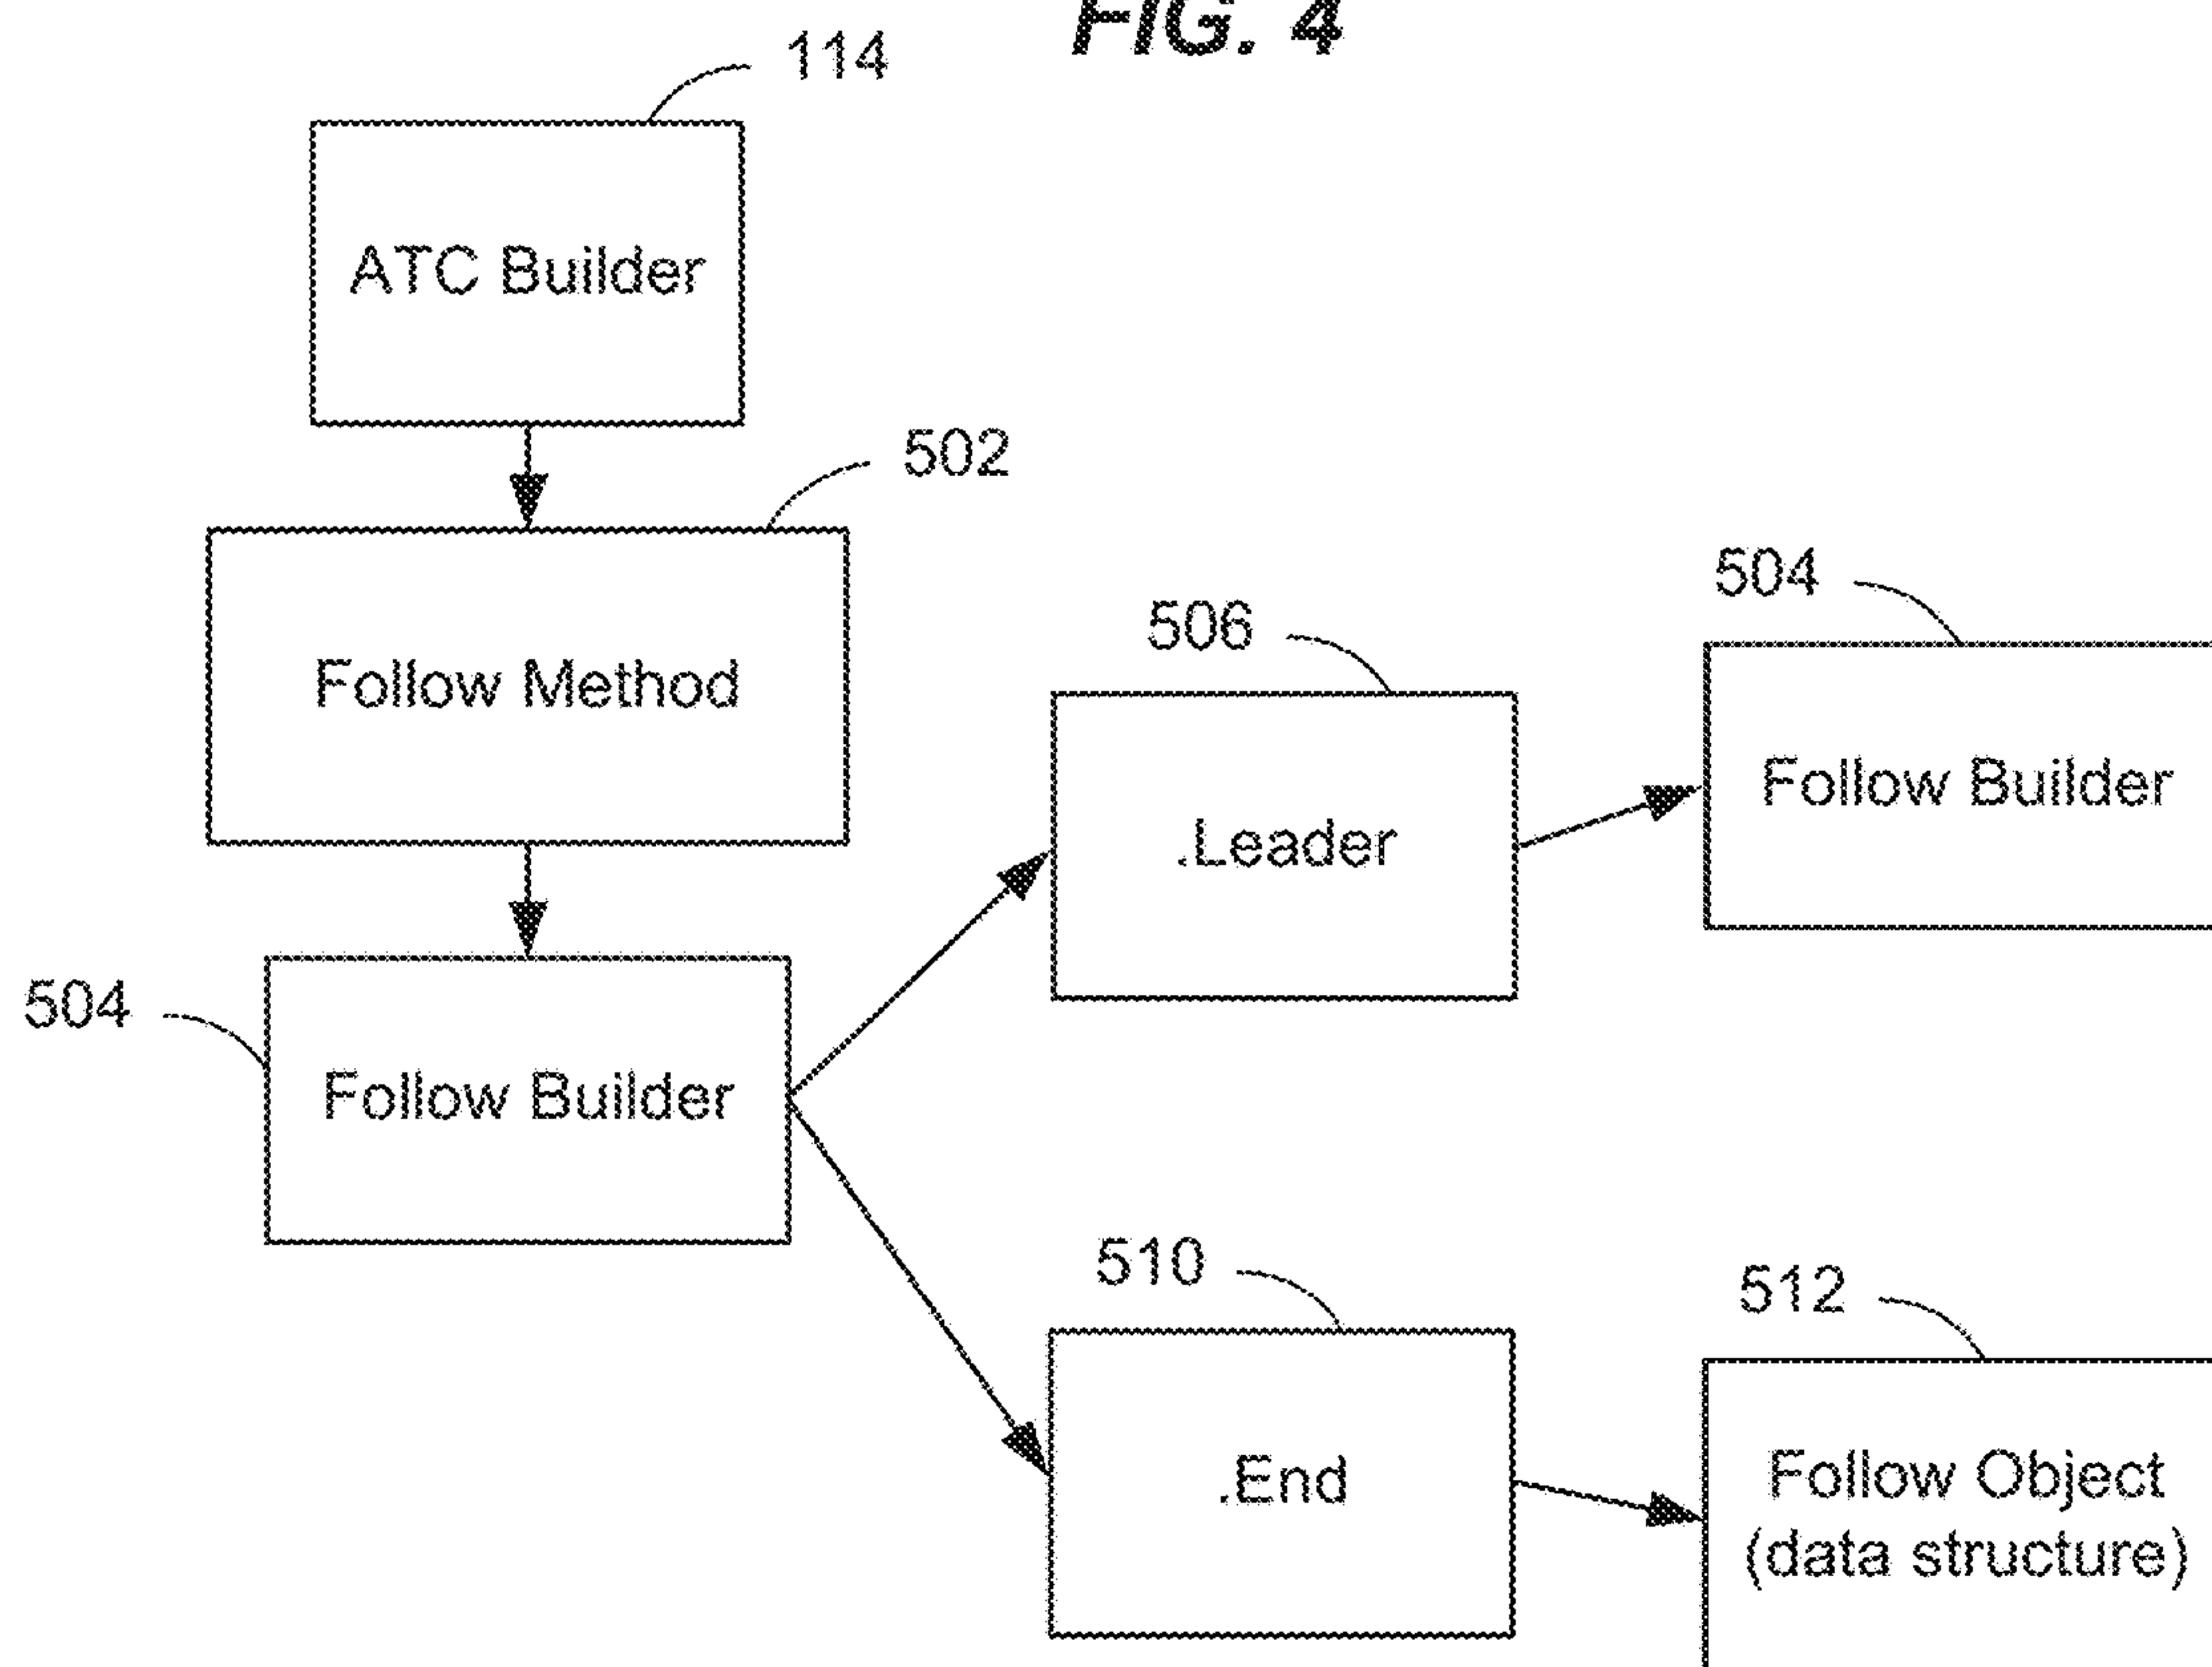 FIG. 4
114
ATC Builder
502
Follow Method
506
504
.Leader
Follow Builder
504
Follow Builder
510
512
.End
Follow Object
(data structure)